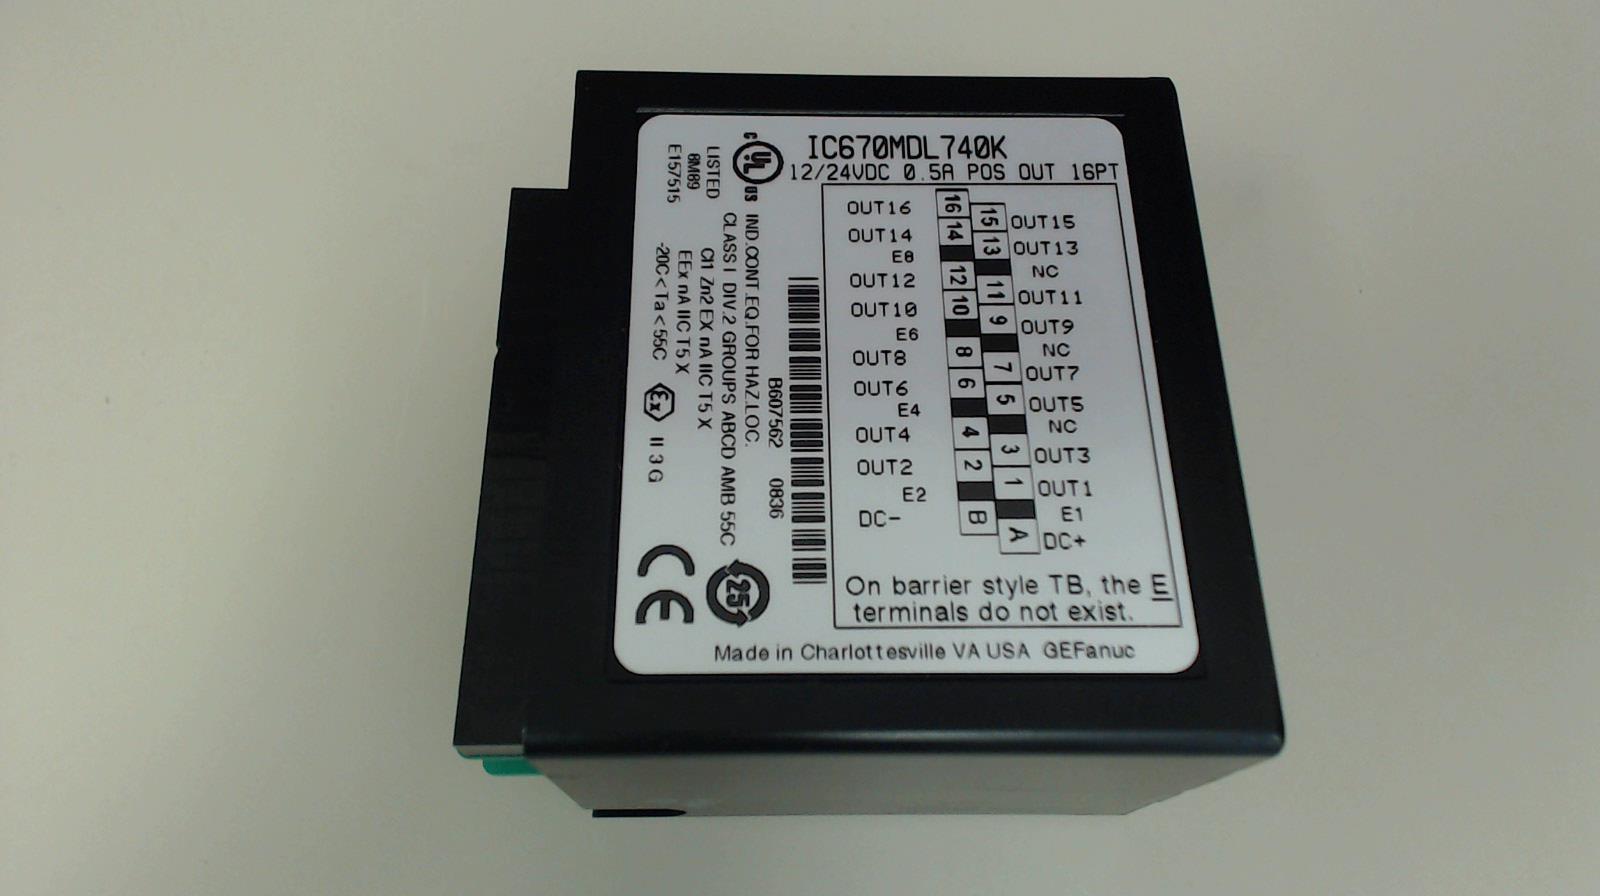 IC670MDL740K
12/24VDC 0.5A POS OUT 16PT
OUT16 16 15 OUT15
OUT14 14 13 OUT13
E8 NC
OUT12 12 11 OUT11
OUT10 10 9 OUT9
E6 NC
OUT8 8 7 OUT7
OUT6 6 5 OUT5
E4 NC
OUT4 4 3 OUT3
OUT2 2 1 OUT1
E2 E1
DC- B A DC+
On barrier style TB, the E
terminals do not exist.
Made in Charlottesville VA USA GEFanuc
B607562 0836
C UL US
IND.CONT.EQ.FOR HAZ.LOC.
CLASS I DIV.2 GROUPS ABCD AMB 55C
LISTED
6M89
E157515
Cl1 Zn2 EX nA IIC T5 X
EEx nA IIC T5 X
-20C<Ta<55C
Ex II 3 G
25
CE